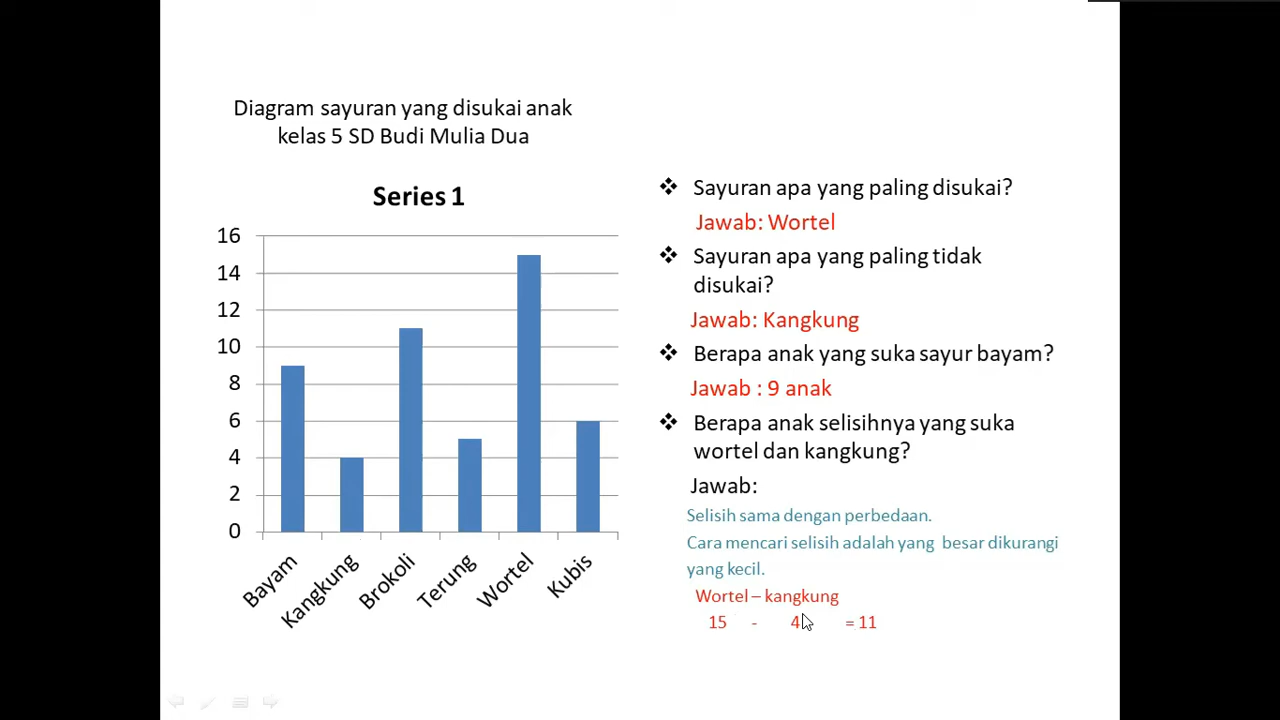 Diagram sayuran yang disukai anak
kelas 5 SD Budi Mulia Dua
Series 1
16
14
12
10
8
6
4
2
0
Bayam
Kangkung
Brokoli
Terung
Wortel
Kubis
❖ Sayuran apa yang paling disukai?
Jawab: Wortel
❖ Sayuran apa yang paling tidak
disukai?
Jawab: Kangkung
❖ Berapa anak yang suka sayur bayam?
Jawab : 9 anak
❖ Berapa anak selisihnya yang suka
wortel dan kangkung?
Jawab:
Selisih sama dengan perbedaan.
Cara mencari selisih adalah yang besar dikurangi
yang kecil.
Wortel – kangkung
15 - 4 = 11